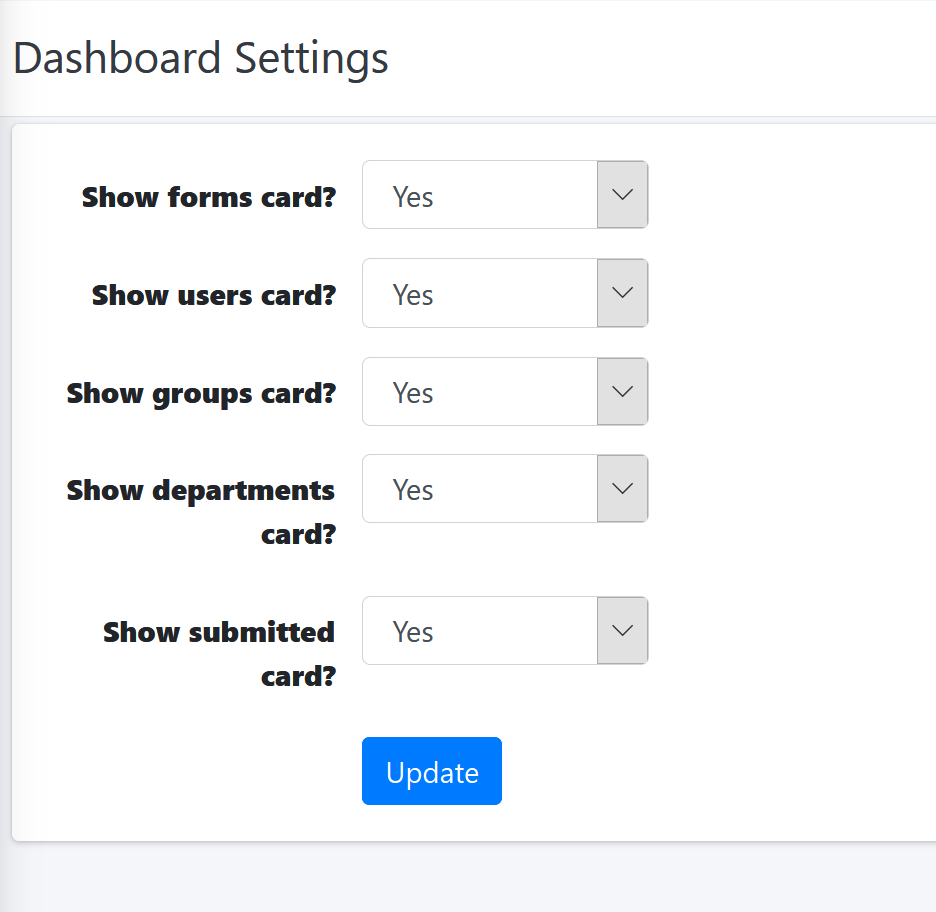 Dashboard Settings
Show forms card? Yes
Show users card? Yes
Show groups card? Yes
Show departments Yes
card?
Show submitted Yes
card?
Update